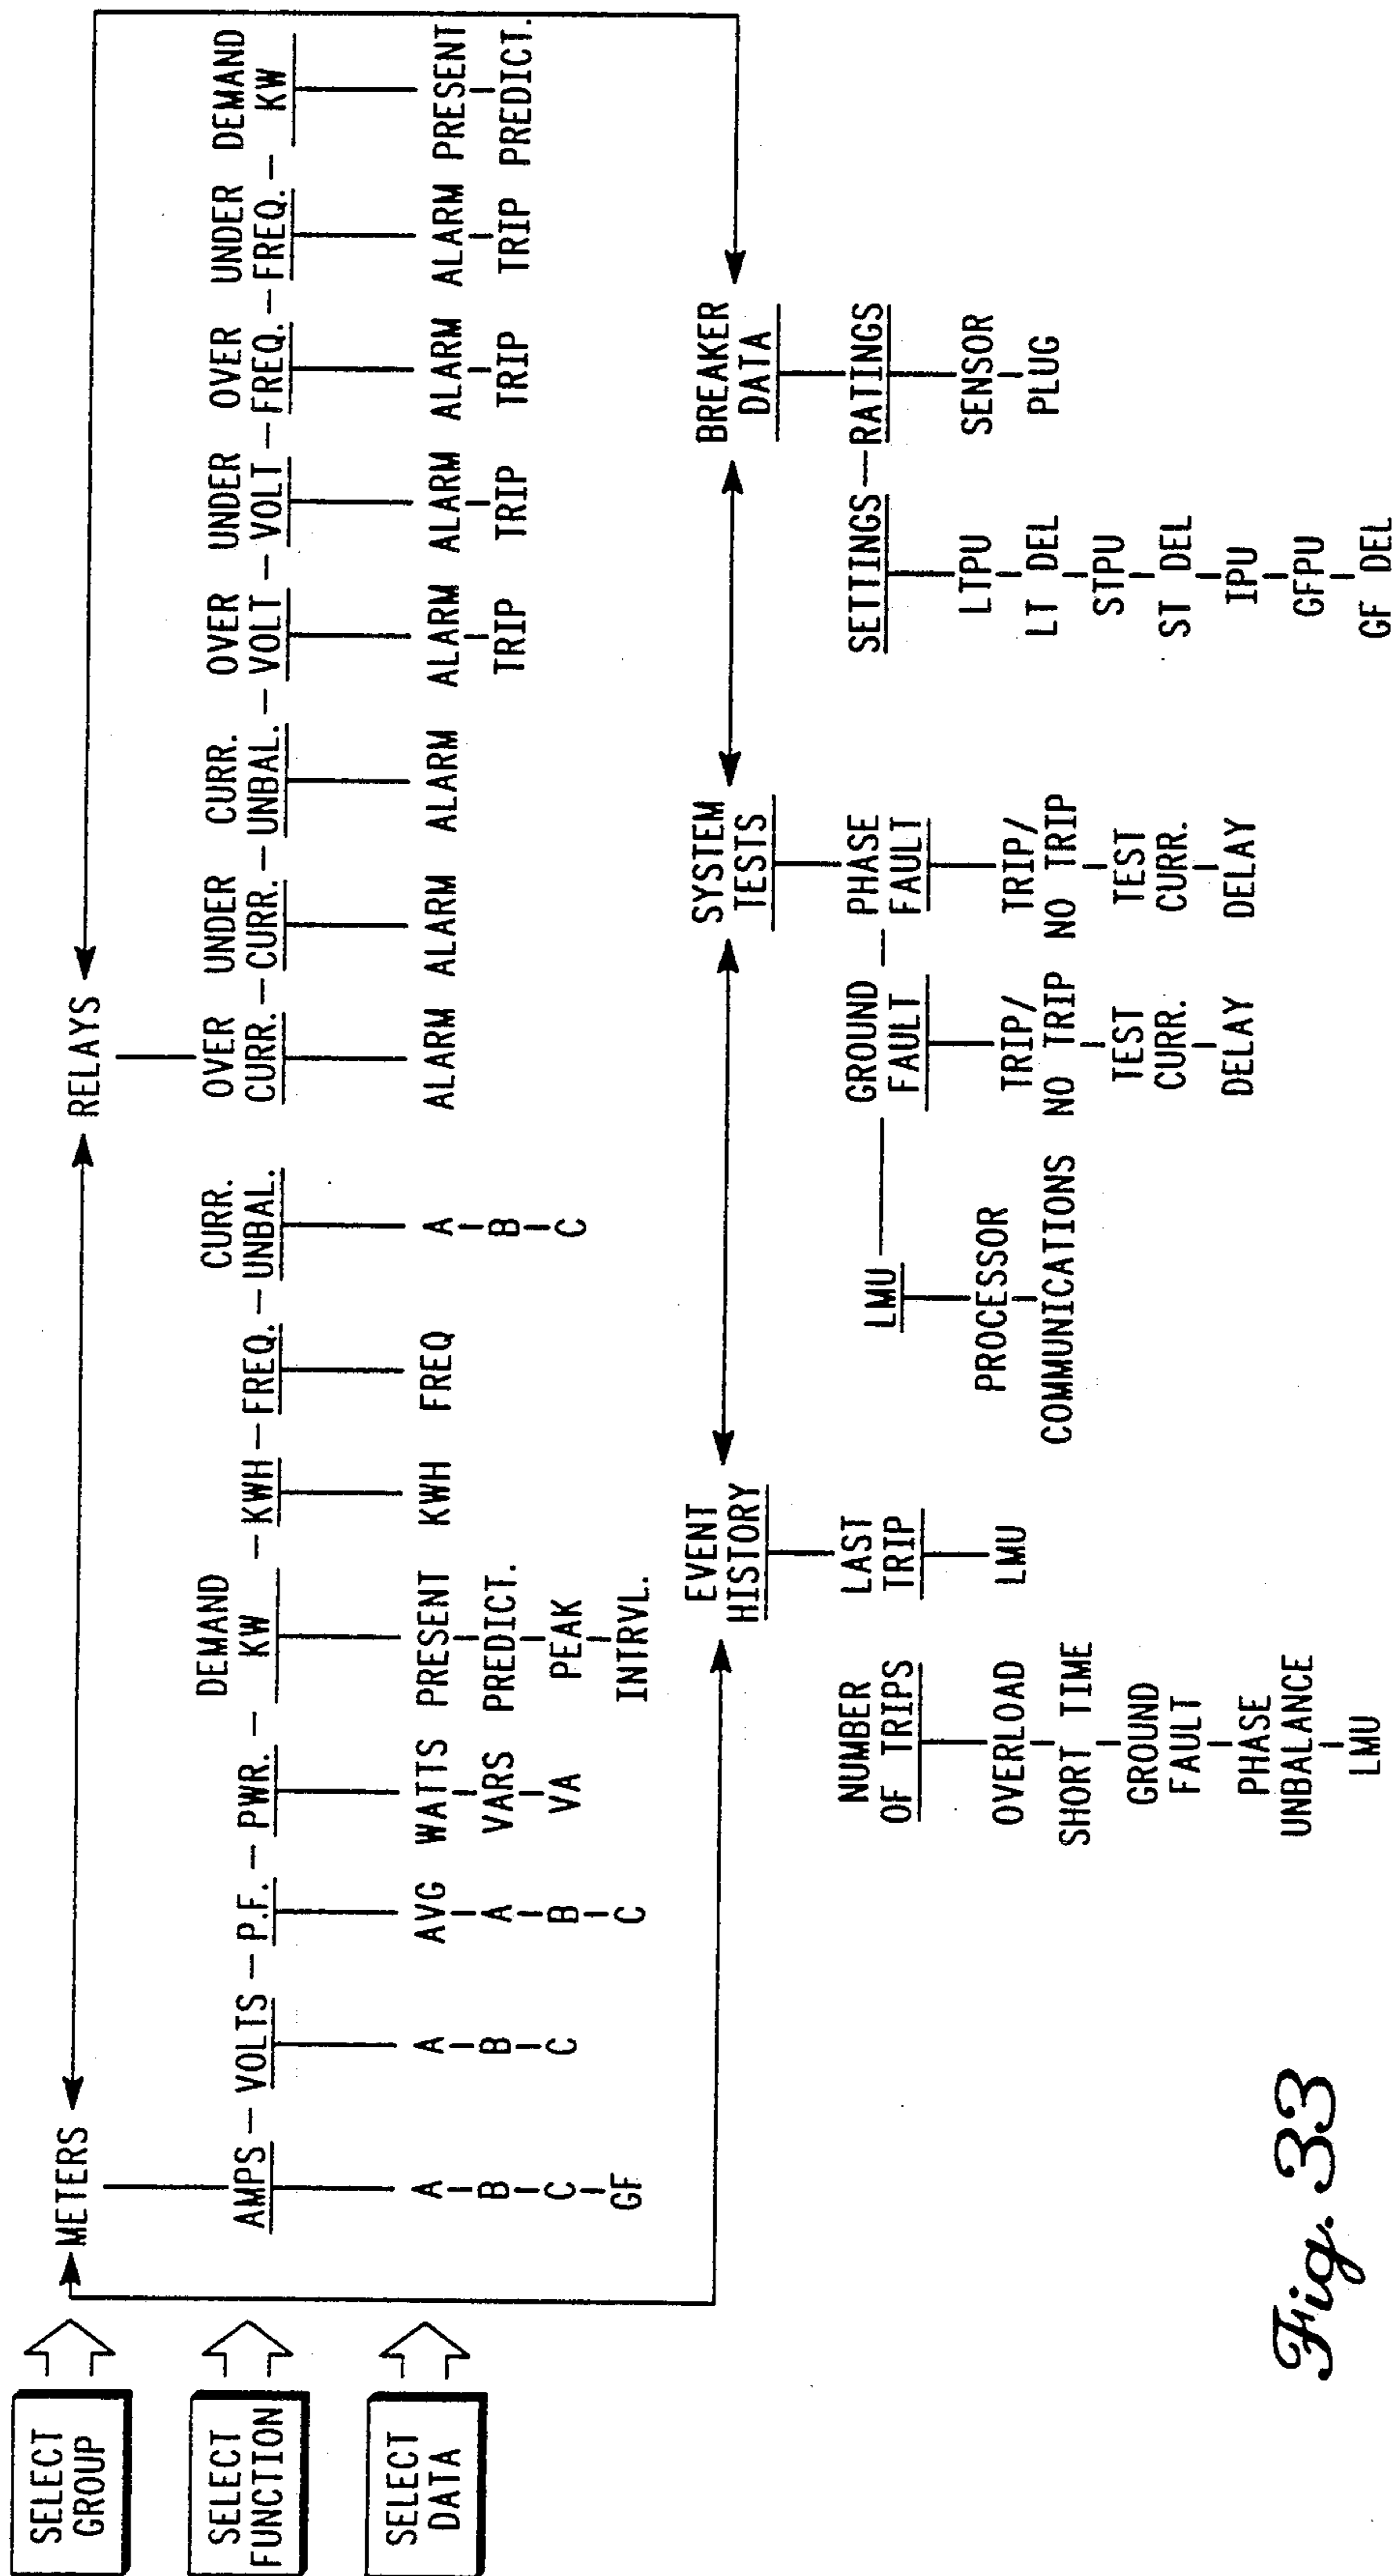 SELECT
GROUP
METERS
RELAYS
SELECT
FUNCTION
AMPS
VOLTS
P.F.
PWR.
DEMAND
KW
KWH
FREQ.
CURR.
UNBAL.
OVER
CURR.
UNDER
CURR.
CURR.
UNBAL.
OVER
VOLT
UNDER
VOLT
OVER
FREQ.
UNDER
FREQ.
DEMAND
KW
SELECT
DATA
A
B
C
GF
A
B
C
AVG
A
B
C
WATTS
VARS
VA
PRESENT
PREDICT.
PEAK
INTRVL.
KWH
FREQ
A
B
C
ALARM
ALARM
ALARM
ALARM
TRIP
ALARM
TRIP
ALARM
TRIP
ALARM
TRIP
PRESENT
PREDICT.
EVENT
HISTORY
NUMBER
OF TRIPS
OVERLOAD
SHORT TIME
GROUND
FAULT
PHASE
UNBALANCE
LMU
LAST
TRIP
LMU
SYSTEM
TESTS
LMU
PROCESSOR
COMMUNICATIONS
GROUND
FAULT
TRIP/
NO TRIP
TEST
CURR.
DELAY
PHASE
FAULT
TRIP/
NO TRIP
TEST
CURR.
DELAY
BREAKER
DATA
SETTINGS
LTPU
LT DEL
STPU
ST DEL
IPU
GFPU
GF DEL
RATINGS
SENSOR
PLUG
Fig. 33